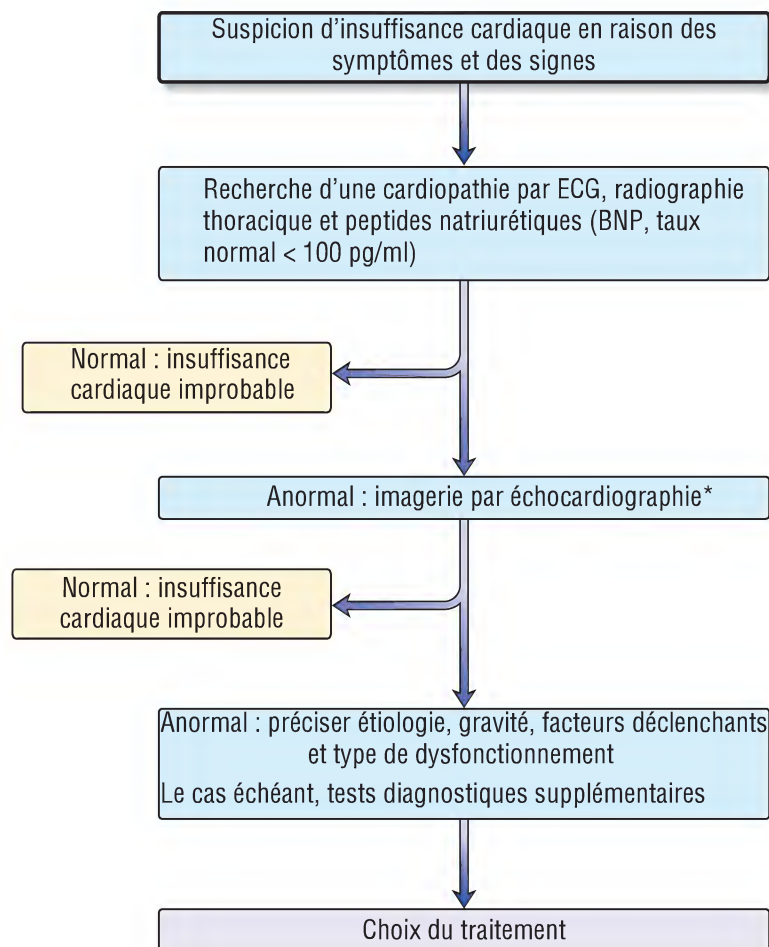 Suspicion d’insuffisance cardiaque en raison des
symptômes et des signes
Recherche d’une cardiopathie par ECG, radiographie
thoracique et peptides natriurétiques (BNP, taux
normal < 100 pg/ml)
Normal : insuffisance
cardiaque improbable
Anormal : imagerie par échocardiographie*
Normal : insuffisance
cardiaque improbable
Anormal : préciser étiologie, gravité, facteurs déclenchants
et type de dysfonctionnement
Le cas échéant, tests diagnostiques supplémentaires
Choix du traitement